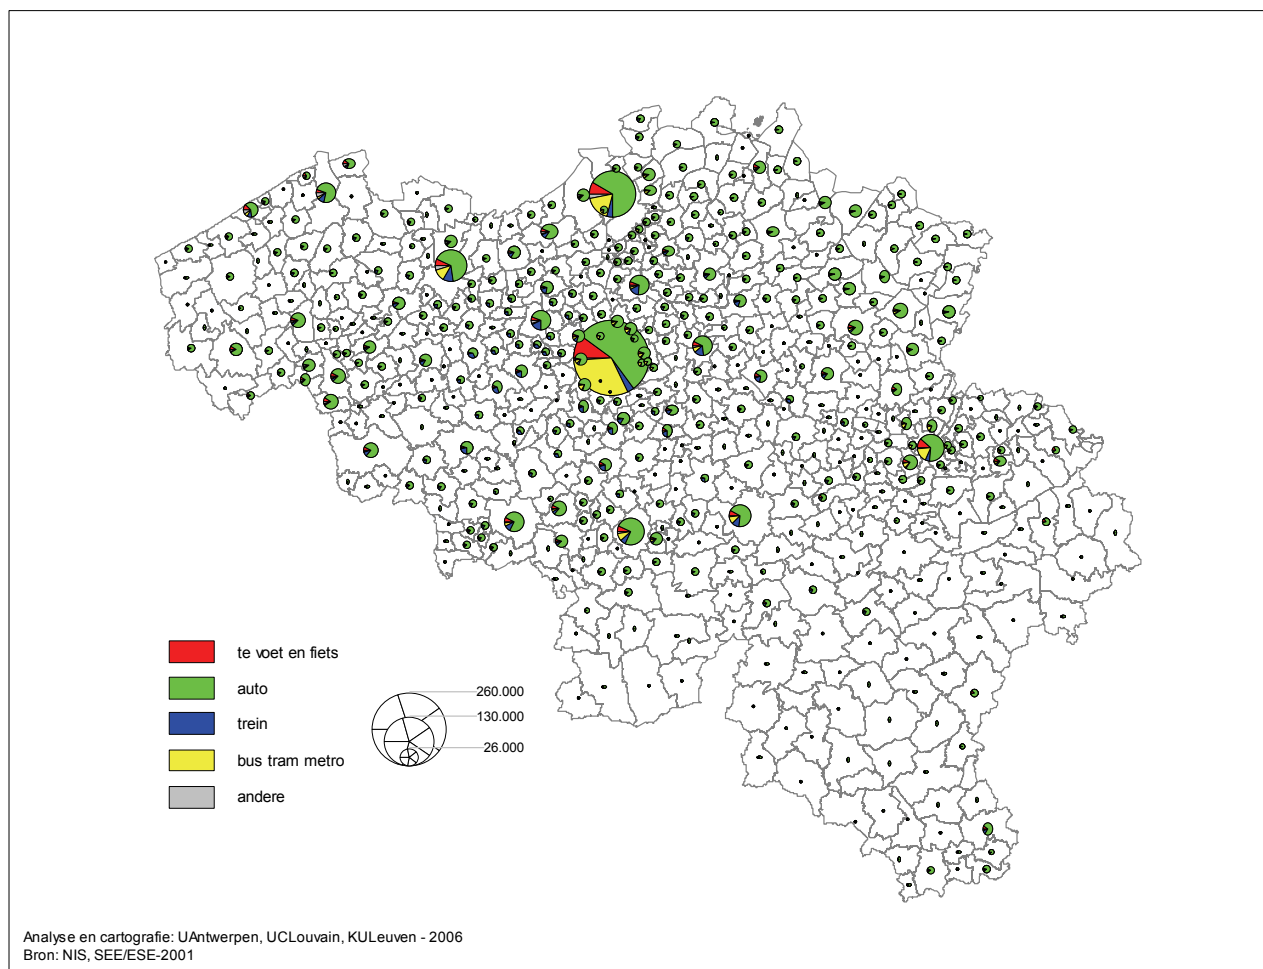 te voet en fiets
auto
trein
bus tram metro
andere
260.000
130.000
26.000
Analyse en cartografie: UAntwerpen, UCLouvain, KULeuven - 2006
Bron: NIS, SEE/ESE-2001